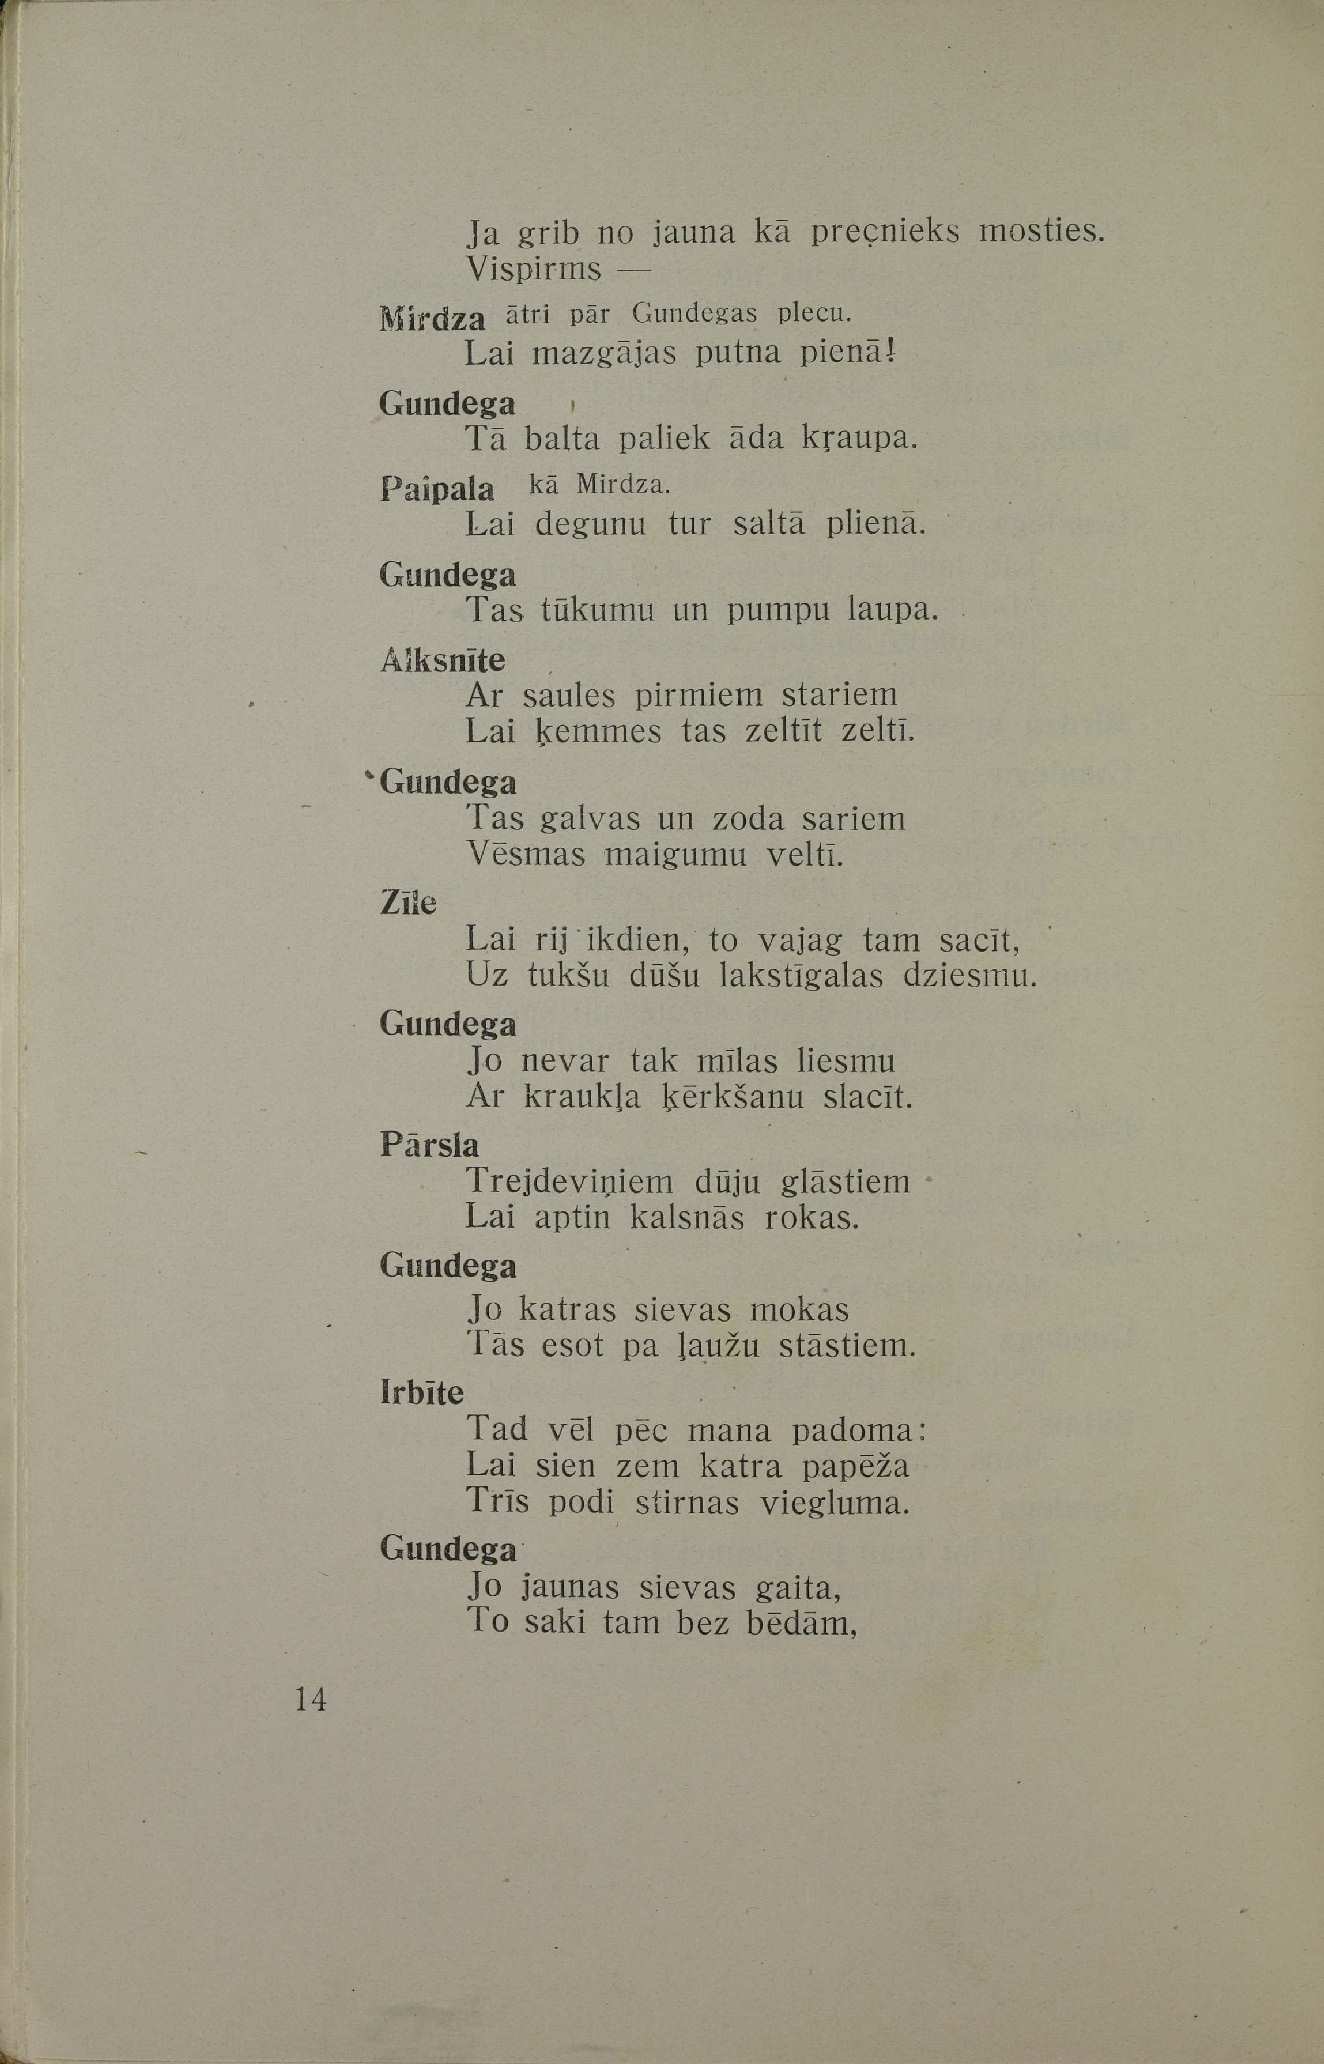 Ja grib no jauna kā preçnieks mosties.
Vispirms —
Mirdza ātri pār Gundegas plecu.
Lai mazgājas putna pienā!
Gundega
Tā balta paliek āda kŗaupa.
Paipala kā Mirdza.
Lai degunu tur saltā plienā.
Gundega
Tas tūkumu un pumpu laupa.
Alksnīte
Ar saules pirmiem stariem
Lai ķemmes tas zeltīt zeltī.
Gundega
Tas galvas un zoda sariem
Vēsmas maigumu veltī.
Zīle
Lai rij ikdien, to vajag tam sacīt,
Uz tukšu dūšu lakstīgalas dziesmu.
Gundega
Jo nevar tak mīlas liesmu
Ar kraukļa ķērkšanu slacīt.
Pārsla
Trejdeviņiem dūju glāstiem
Lai aptin kalsnās rokas.
Gundega
Jo katras sievas mokas
Tās esot pa ļaužu stāstiem.
Irbīte
Tad vēl pēc mana padoma:
Lai sien zem katra papēža
Trīs podi stirnas viegluma.
Gundega
Jo jaunas sievas gaita,
To saki tam bez bēdām,
14